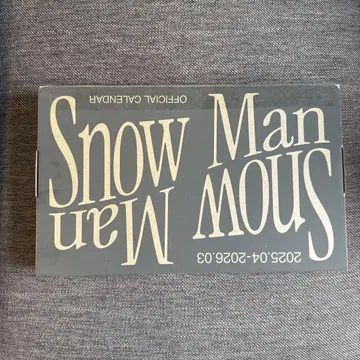 OFFICIAL CALENDAR
Snow Man
Snow Man
2025.04-2026.03